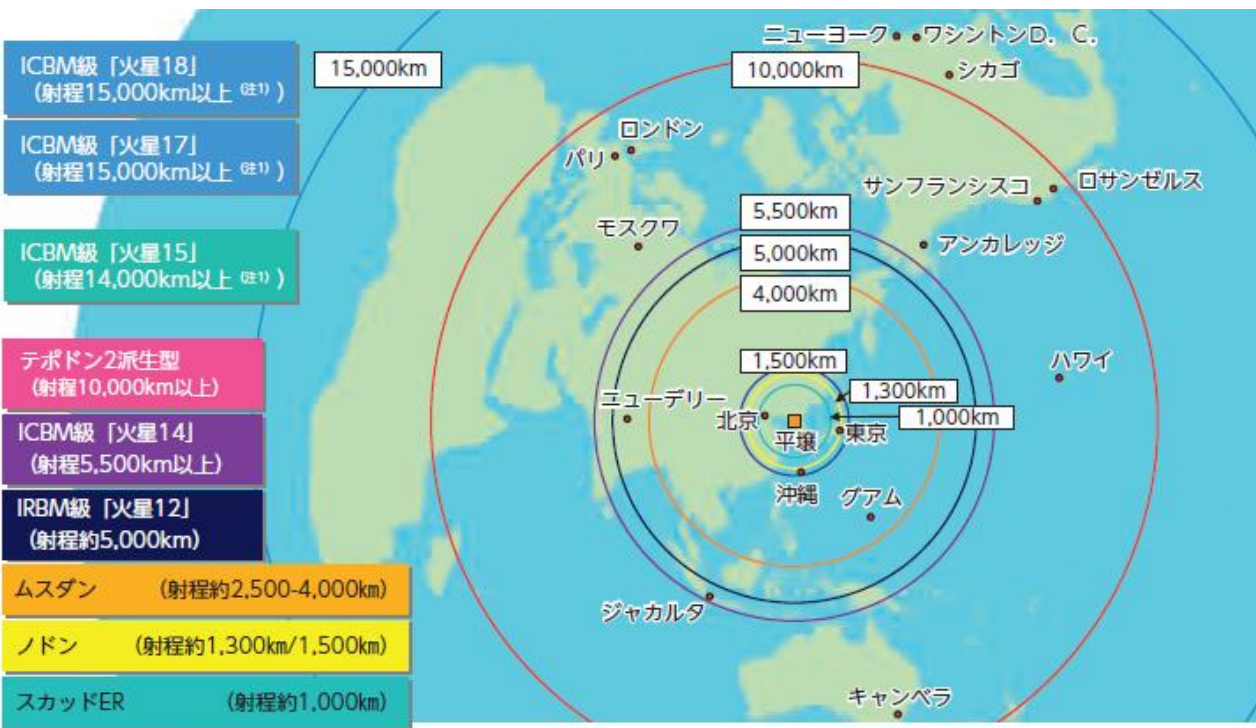 ICBM級「火星18」
(射程15,000km以上 (注1) )
ICBM級「火星17」
(射程15,000km以上 (注1) )
ICBM級「火星15」
(射程14,000km以上 (注1) )
テポドン2派生型
(射程10,000km以上)
ICBM級「火星14」
(射程5,500km以上)
IRBM級「火星12」
(射程約5,000km)
ムスダン (射程約2,500-4,000㎞)
ノドン (射程約1,300㎞/1,500㎞)
スカッドER (射程約1,000㎞)
15,000km
10,000km
ニューヨーク
ワシントンD.C.
シカゴ
ロンドン
パリ
サンフランシスコ
ロサンゼルス
5,500km
モスクワ
アンカレッジ
5,000km
4,000km
1,500km
ハワイ
1,300km
1,000km
ニューデリー
北京
平壌
東京
沖縄
グアム
ジャカルタ
キャンベラ